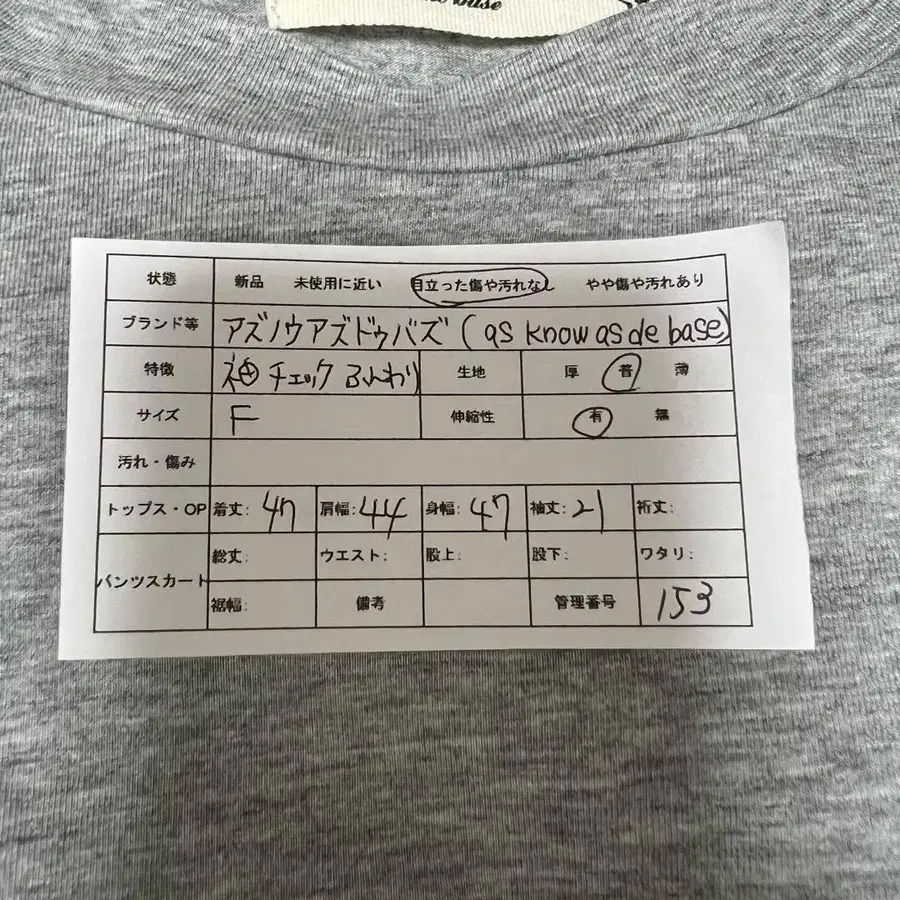 base
状態 新品 未使用に近い 目立った傷や汚れなし やや傷や汚れあり
ブランド等 アズノウアズドゥバズ (as know as de base)
特徴 袖チェック ふんわり 生地 厚 普 薄
サイズ F 伸縮性 有 無
汚れ・傷み
トップス・OP 着丈: 47 肩幅: 44 身幅: 47 袖丈: 21 裄丈:
パンツスカート 総丈: ウエスト: 股上: 股下: ワタリ:
裾幅: 備考 管理番号 153